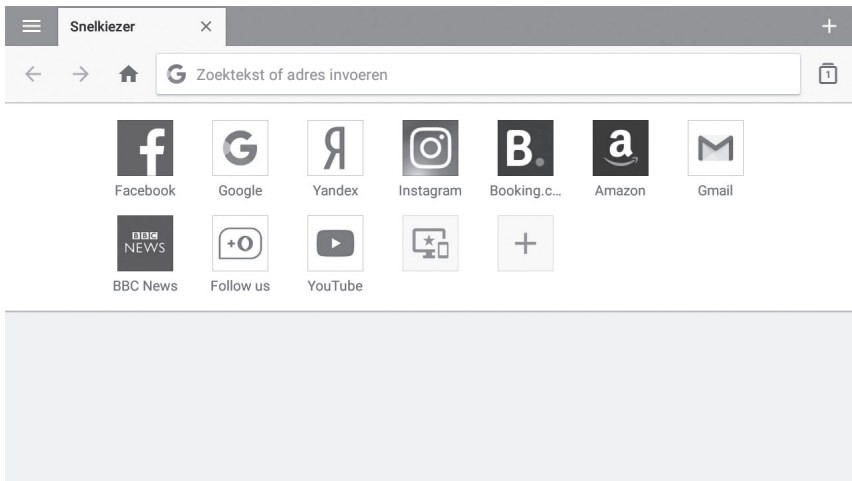 Snelkiezer
Zoektekst of adres invoeren
1
Facebook Google Yandex Instagram Booking.c... Amazon Gmail
BBC NEWS +O
BBC News Follow us YouTube